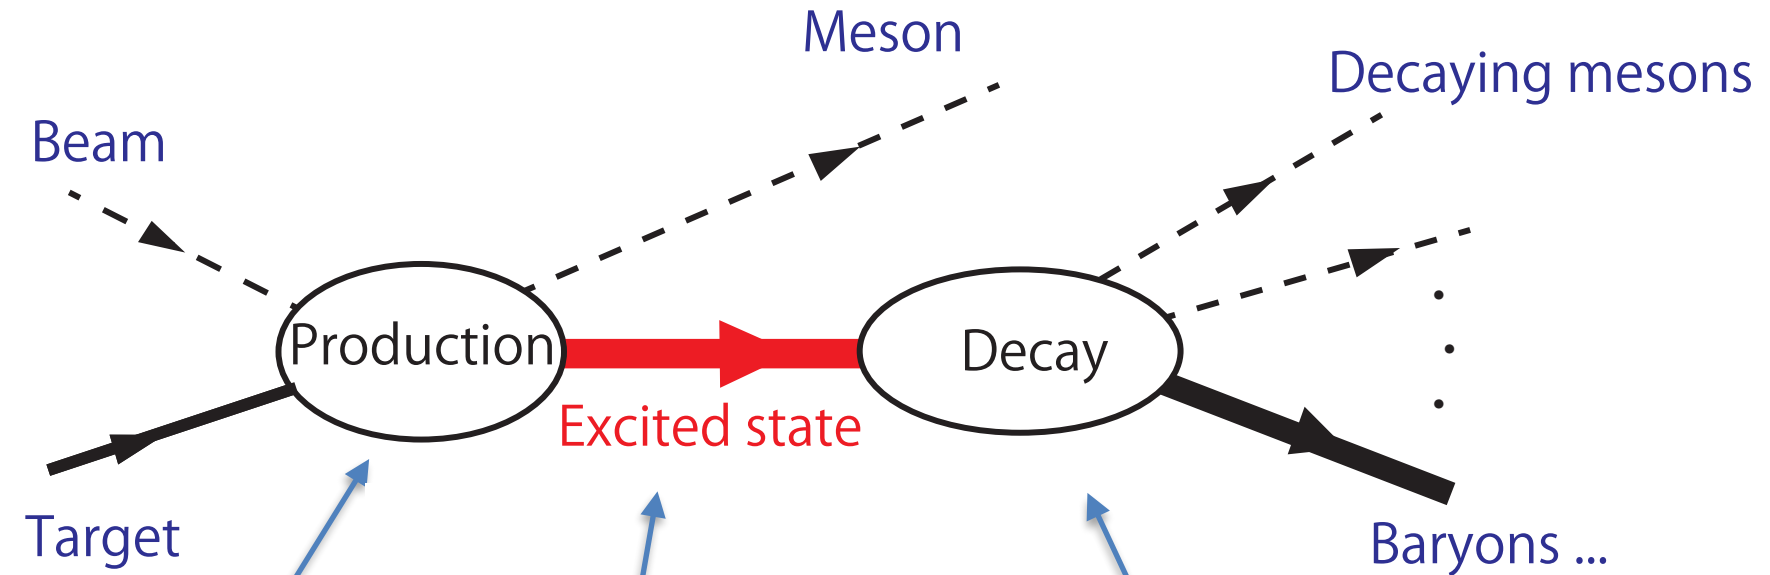 Meson
Decaying mesons
Beam
Production
Decay
Excited state
Target
Baryons ...